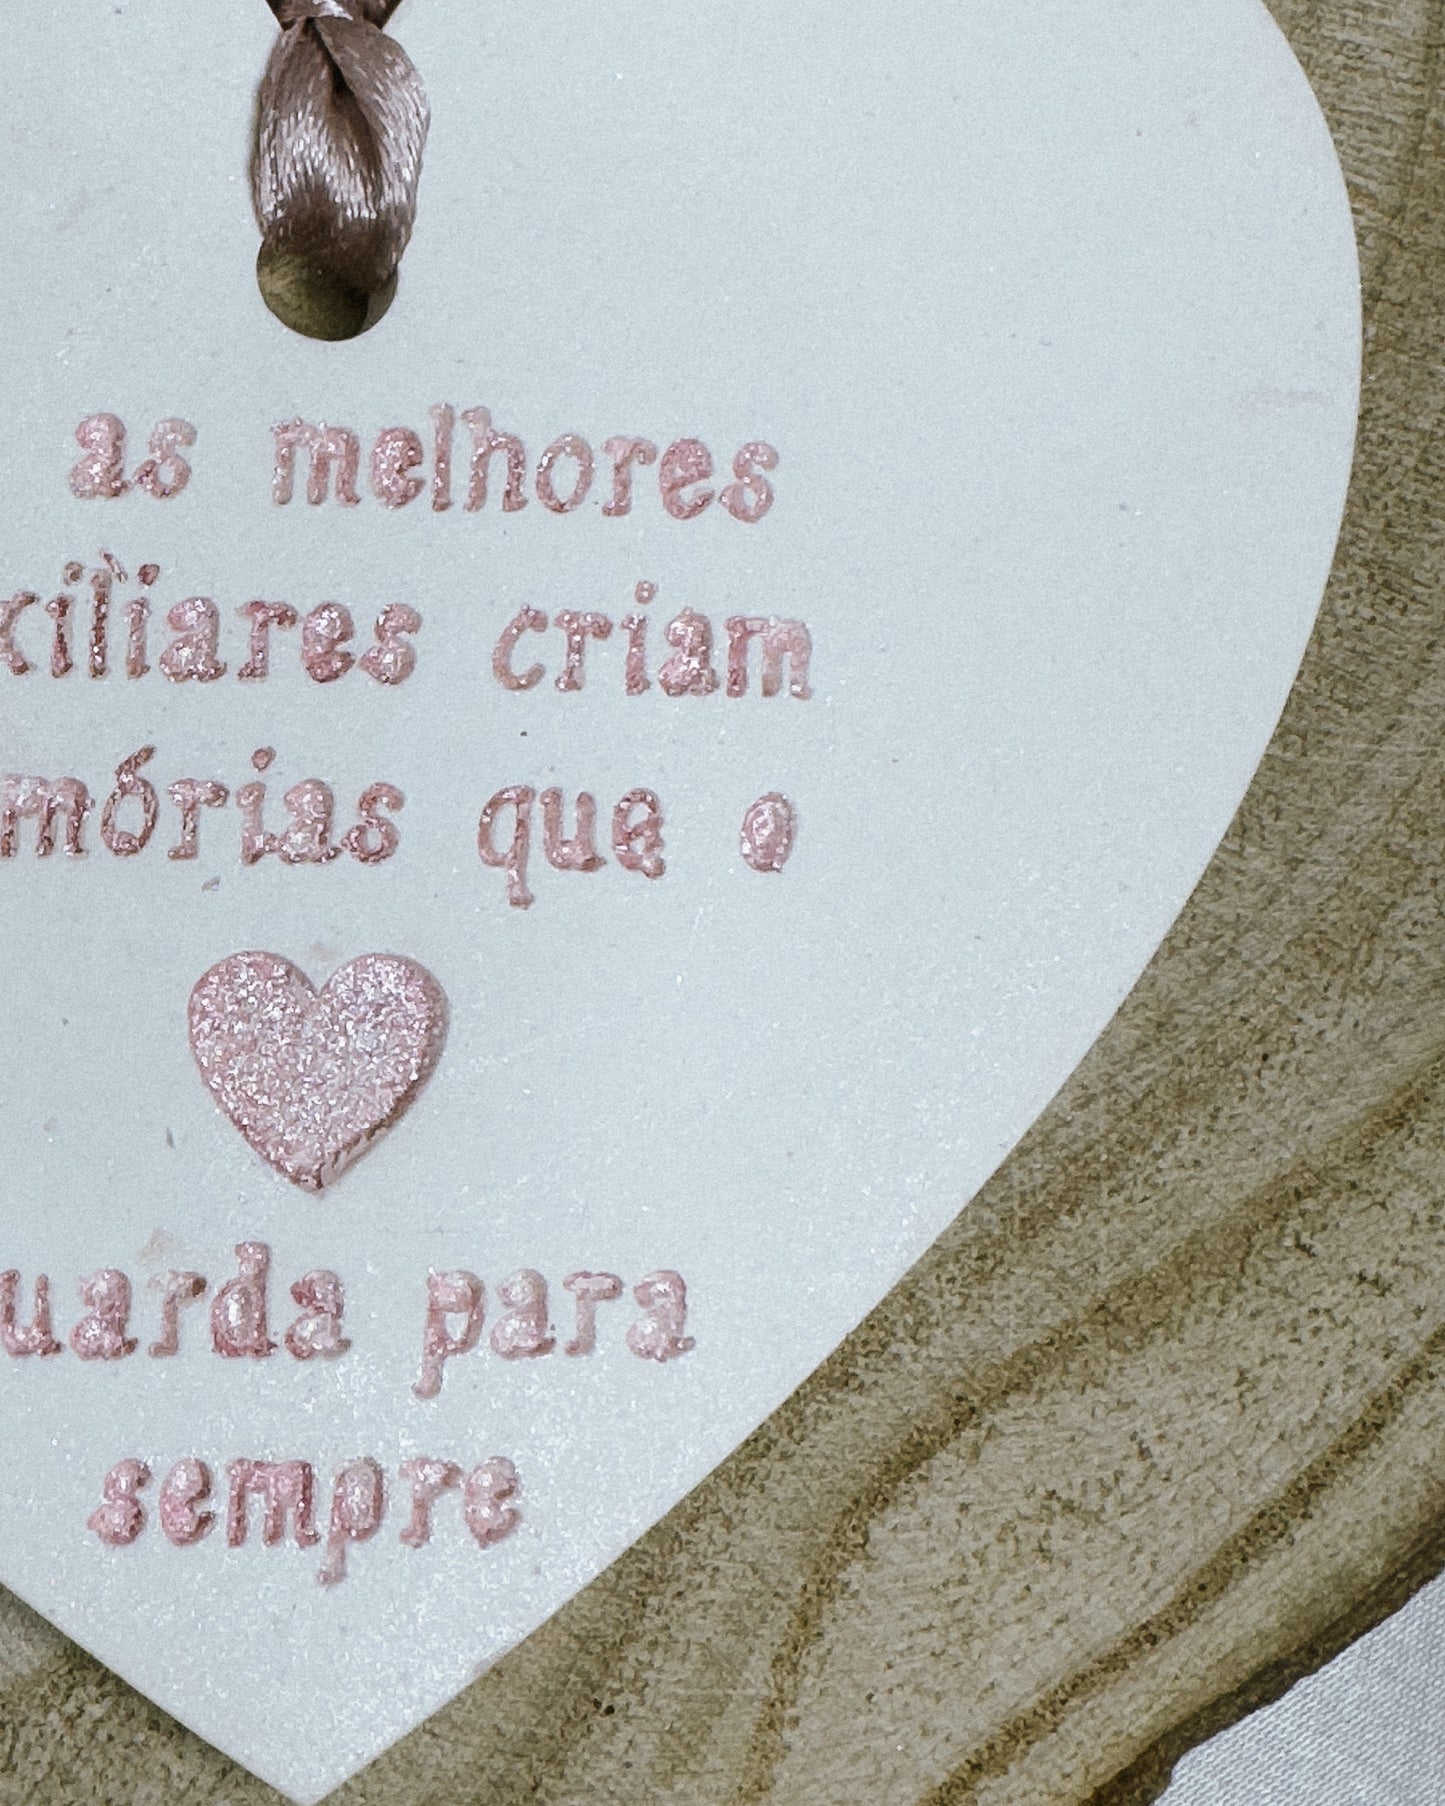 as melhores
xiliares criam
mórias que o
uarda para
sempre